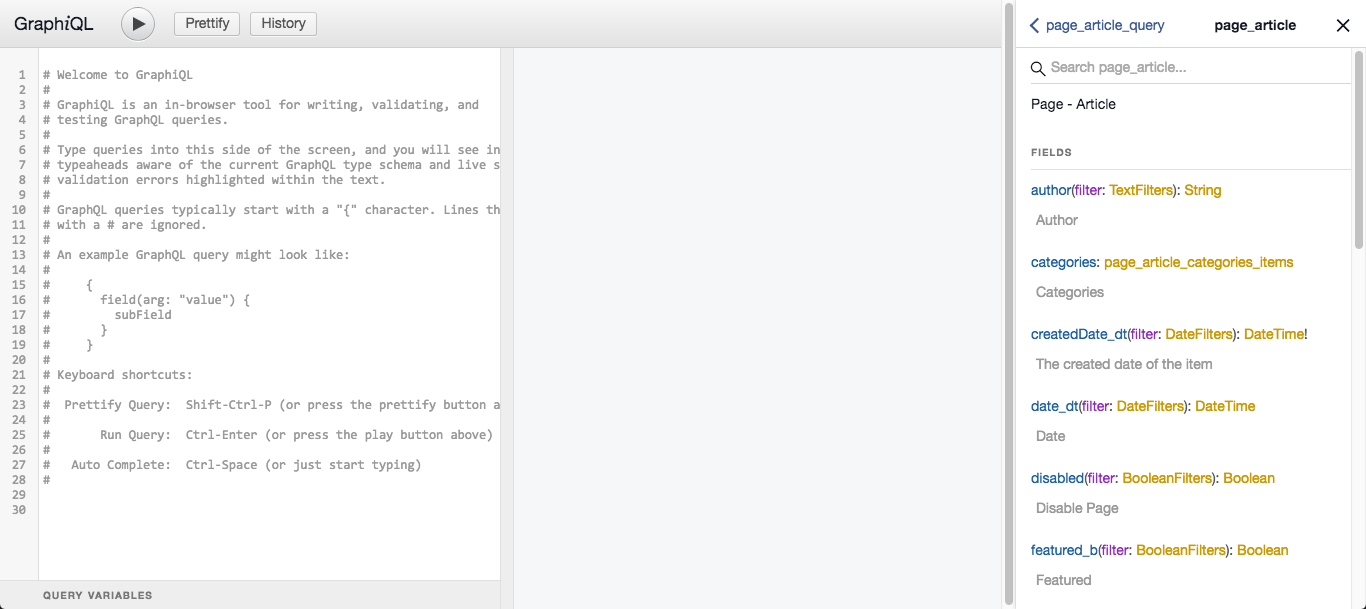 GraphiQL
Prettify
History
1 # Welcome to GraphiQL
2 #
3 # GraphiQL is an in-browser tool for writing, validating, and
4 # testing GraphQL queries.
5 #
6 # Type queries into this side of the screen, and you will see in
7 # typeaheads aware of the current GraphQL type schema and live s
8 # validation errors highlighted within the text.
9 #
10 # GraphQL queries typically start with a "{" character. Lines th
11 # with a # are ignored.
12 #
13 # An example GraphQL query might look like:
14 #
15 #     {
16 #       field(arg: "value") {
17 #         subField
18 #       }
19 #     }
20 #
21 # Keyboard shortcuts:
22 #
23 #  Prettify Query:  Shift-Ctrl-P (or press the prettify button a
24 #
25 #       Run Query:  Ctrl-Enter (or press the play button above)
26 #
27 #   Auto Complete:  Ctrl-Space (or just start typing)
28 #
29
30
QUERY VARIABLES
page_article_query
page_article
Search page_article...
Page - Article
FIELDS
author(filter: TextFilters): String
Author
categories: page_article_categories_items
Categories
createdDate_dt(filter: DateFilters): DateTime!
The created date of the item
date_dt(filter: DateFilters): DateTime
Date
disabled(filter: BooleanFilters): Boolean
Disable Page
featured_b(filter: BooleanFilters): Boolean
Featured